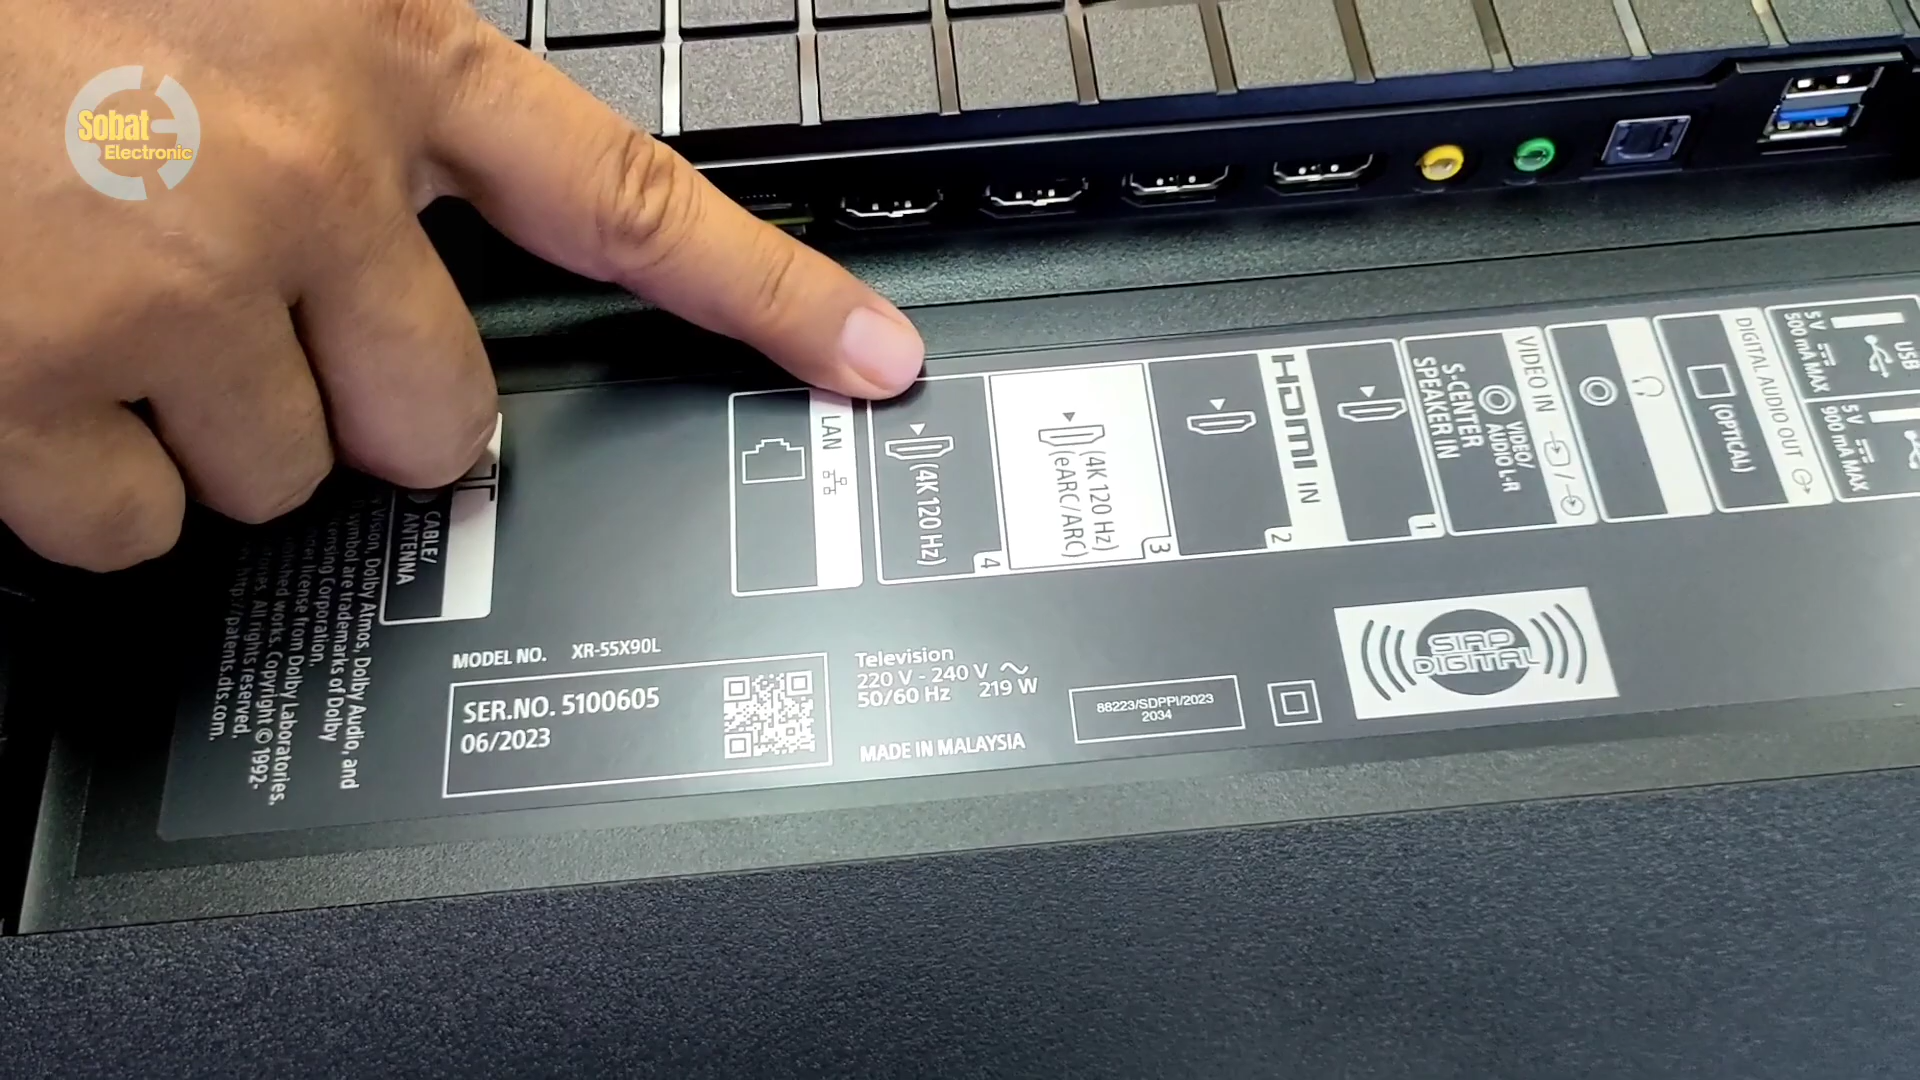 Sobat
Electronic
LAN
(4K 120 Hz)
4
(4K 120 Hz)
(eARC/ARC)
3
2
HDMI IN
1
S-CENTER
SPEAKER IN
VIDEO/
AUDIO L-R
VIDEO IN
(OPTICAL)
DIGITAL AUDIO OUT
5 V
500 mA MAX
USB
5 V
900 mA MAX
CABLE/
ANTENNA
Vision, Dolby Atmos, Dolby Audio, and
symbol are trademarks of Dolby
censing Corporation.
nder license from Dolby Laboratories,
works. Copyright © 1992-
All rights reserved.
http://patents.dts.com.
MODEL NO. XR-55X90L
SER.NO. 5100605
06/2023
Television
220 V - 240 V ~
50/60 Hz 219 W
MADE IN MALAYSIA
88223/SDPPI/2023
2034
SIAP
DIGITAL